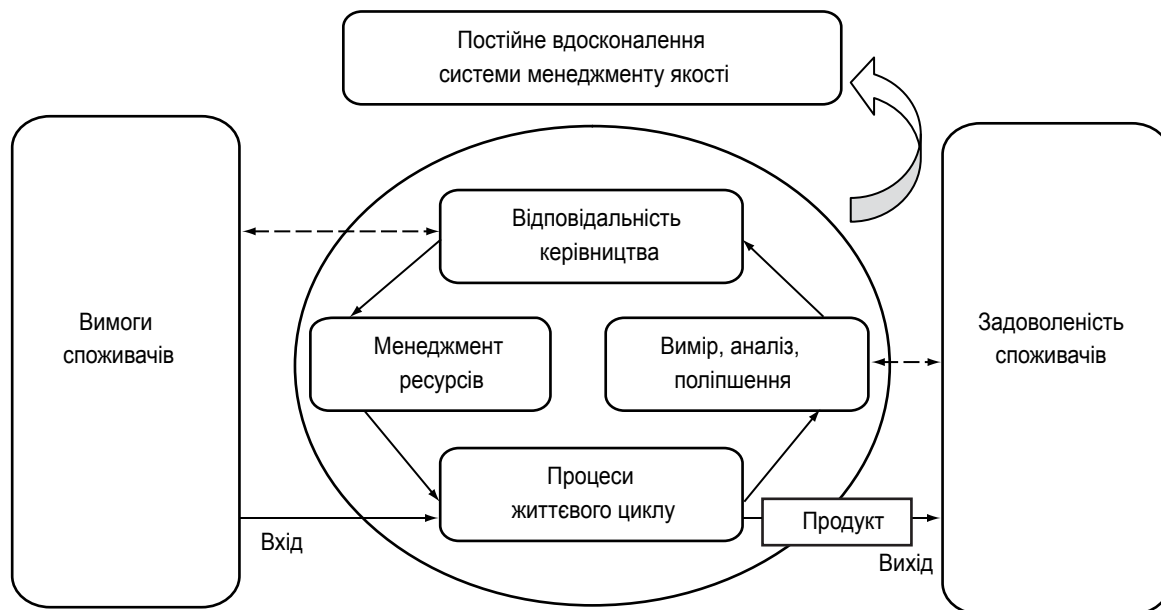 Постійне вдосконалення
системи менеджменту якості
Відповідальність
керівництва
Вимоги
споживачів
Менеджмент
ресурсів
Вимір, аналіз,
поліпшення
Задоволеність
споживачів
Процеси
життєвого циклу
Продукт
Вхід
Вихід